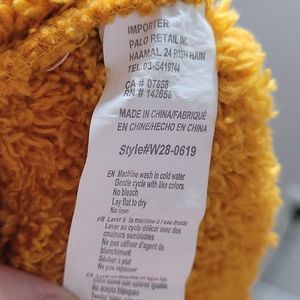 IMPORTER
PALO RETAIL INC
HAAMAL 24 ROSH HAIN
TEL:03-5419744
CA # 07658
RN # 142658
MADE IN CHINA/FABRIQUÉ
EN CHINE/HECHO EN CHINA
Style#W28-0619
EN Machine wash in cold water
Gentle cycle with like colors
No bleach
Lay flat to dry
No iron
FR Laver à la machine à l'eau froide
Laver au cycle délicat avec des
couleurs semblables
Ne pas utiliser d'agent de
blanchiment
Sécher à plat
Ne pas repasser